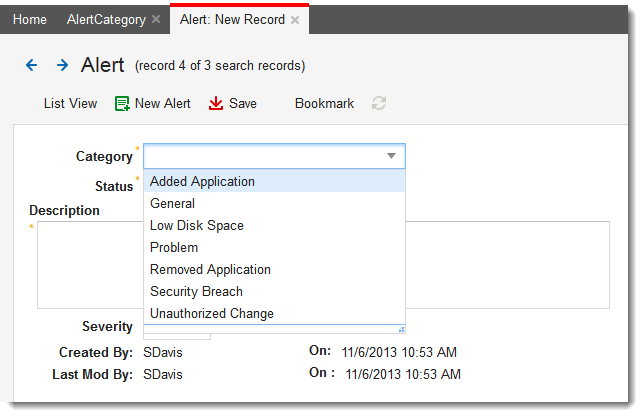 Home AlertCategory Alert: New Record
Alert (record 4 of 3 search records)
List View New Alert Save Bookmark
Category *
Added Application
Status *
General
Description
Low Disk Space
*
Problem
Removed Application
Security Breach
Unauthorized Change
Severity
Created By: SDavis On: 11/6/2013 10:53 AM
Last Mod By: SDavis On : 11/6/2013 10:53 AM